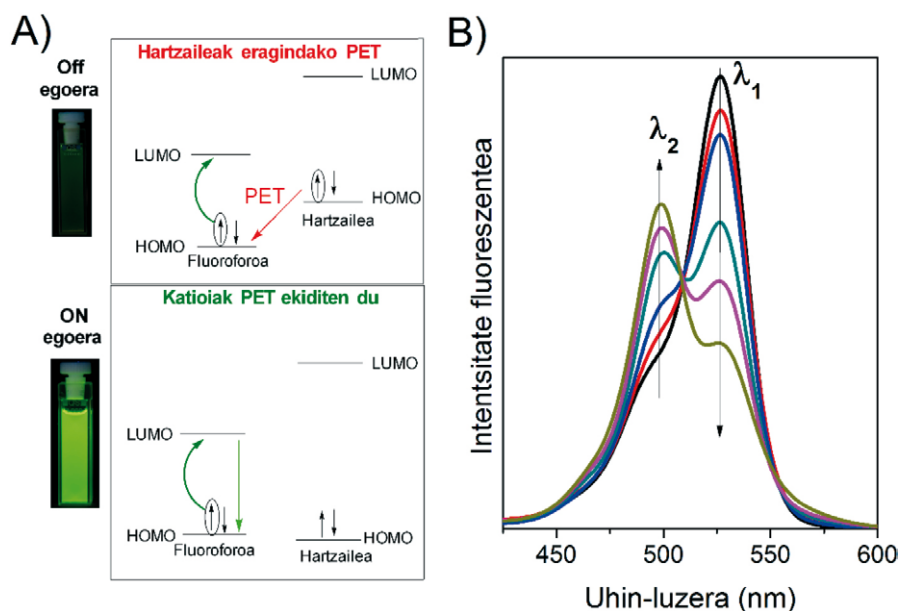 A)
Off
egoera
Hartzaileak eragindako PET
LUMO
LUMO
PET
HOMO
Hartzailea
HOMO
Fluoroforoa
ON
egoera
Katioiak PET ekiditen du
LUMO
LUMO
HOMO
Fluoroforoa
HOMO
Hartzailea
B)
λ1
λ2
Intentsitate fluoreszentea
450 500 550 600
Uhin-luzera (nm)